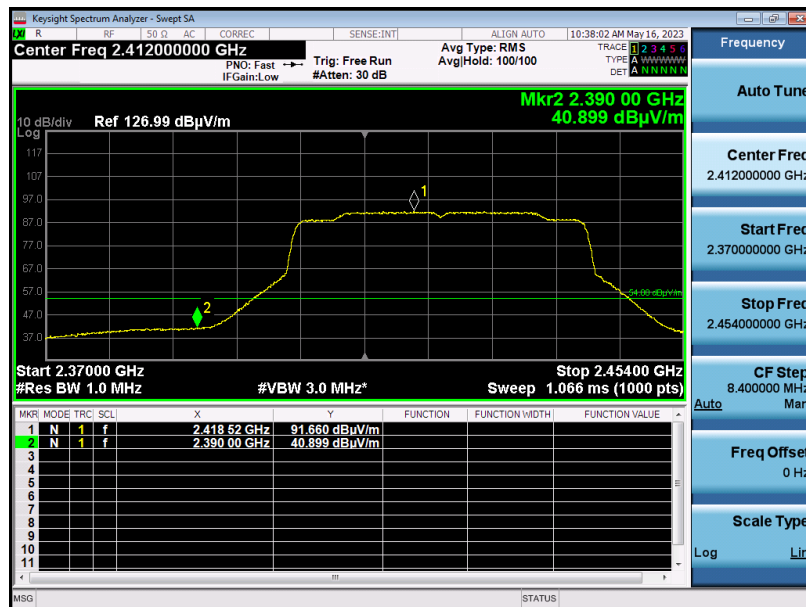 Keysight Spectrum Analyzer - Swept SA
LXI R RF 50 Ω AC CORREC SENSE:INT ALIGN AUTO 10:38:02 AM May 16, 2023
Center Freq 2.412000000 GHz
PNO: Fast
IFGain:Low
Trig: Free Run
#Atten: 30 dB
Avg Type: RMS
Avg|Hold: 100/100
TRACE 1 2 3 4 5 6
TYPE A WWWWW
DET A N N N N N
Mkr2 2.390 00 GHz
40.899 dBµV/m
10 dB/div
Log
Ref 126.99 dBµV/m
117
107
97.0
87.0
77.0
67.0
57.0
47.0
37.0
1
2
54.00 dBµV/m
Start 2.37000 GHz
Stop 2.45400 GHz
#Res BW 1.0 MHz
#VBW 3.0 MHz*
Sweep 1.066 ms (1000 pts)
MKR MODE TRC SCL X Y FUNCTION FUNCTION WIDTH FUNCTION VALUE
1 N 1 f 2.418 52 GHz 91.660 dBµV/m
2 N 1 f 2.390 00 GHz 40.899 dBµV/m
3
4
5
6
7
8
9
10
11
MSG
STATUS
Frequency
Auto Tune
Center Freq
2.412000000 GHz
Start Freq
2.370000000 GHz
Stop Freq
2.454000000 GHz
CF Step
8.400000 MHz
Auto Man
Freq Offset
0 Hz
Scale Type
Log Lin